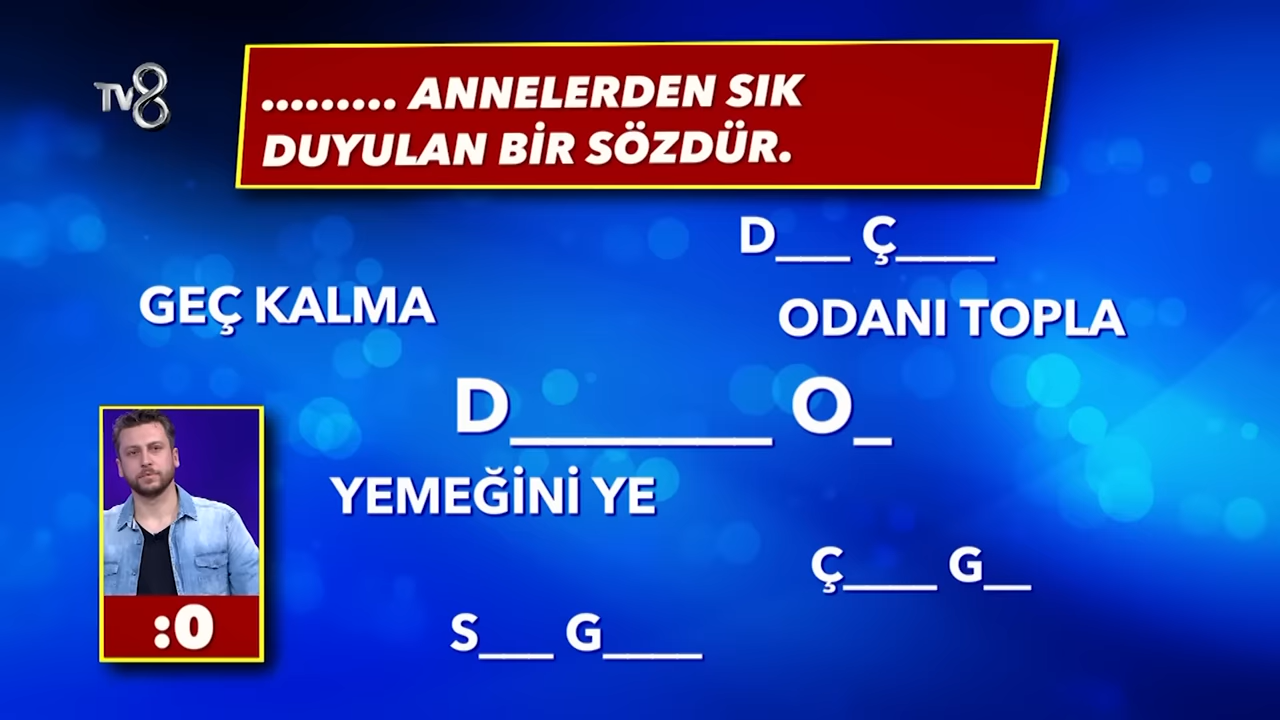 TV8
......... ANNELERDEN SIK
DUYULAN BİR SÖZDÜR.
D___ Ç____
GEÇ KALMA
ODANI TOPLA
D________ O_
YEMEĞİNİ YE
Ç____ G__
:0
S___ G____